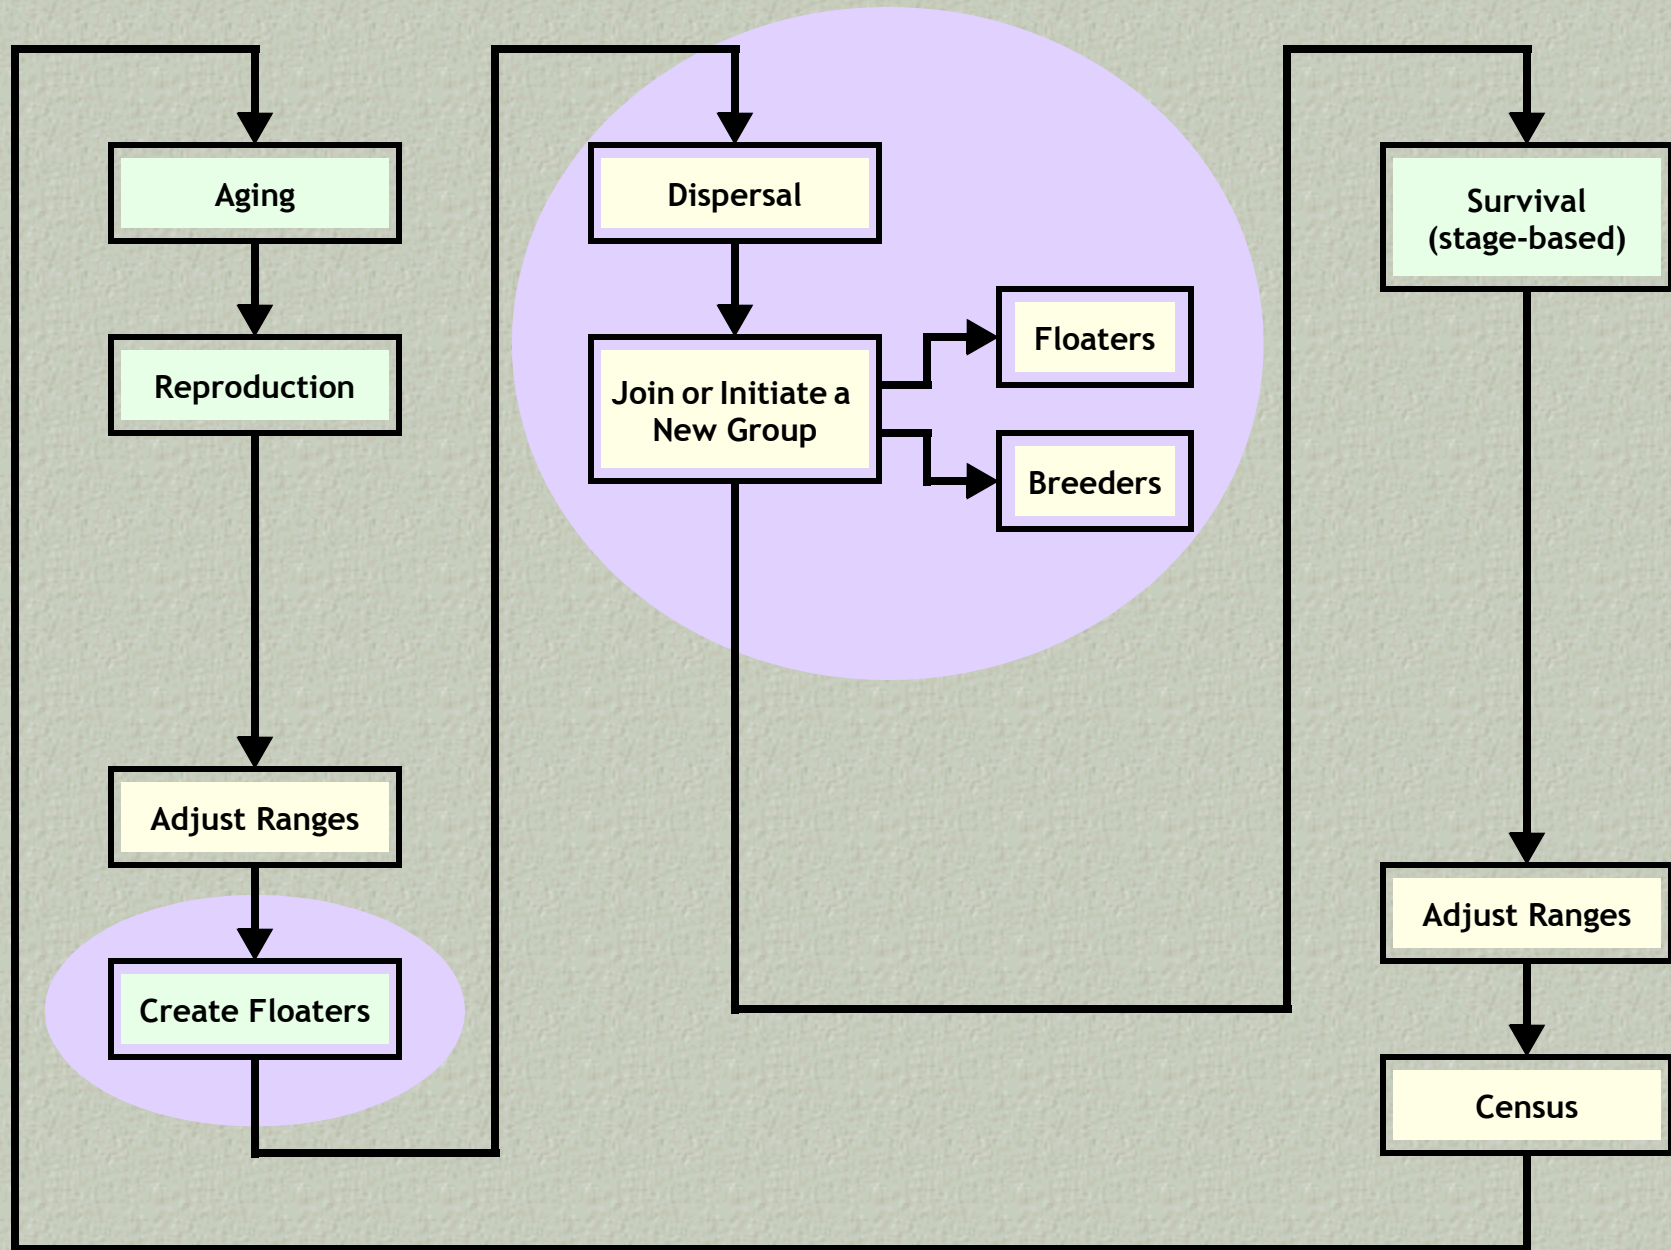 Aging
Reproduction
Adjust Ranges
Create Floaters
Dispersal
Join or Initiate a
New Group
Floaters
Breeders
Survival
(stage-based)
Adjust Ranges
Census